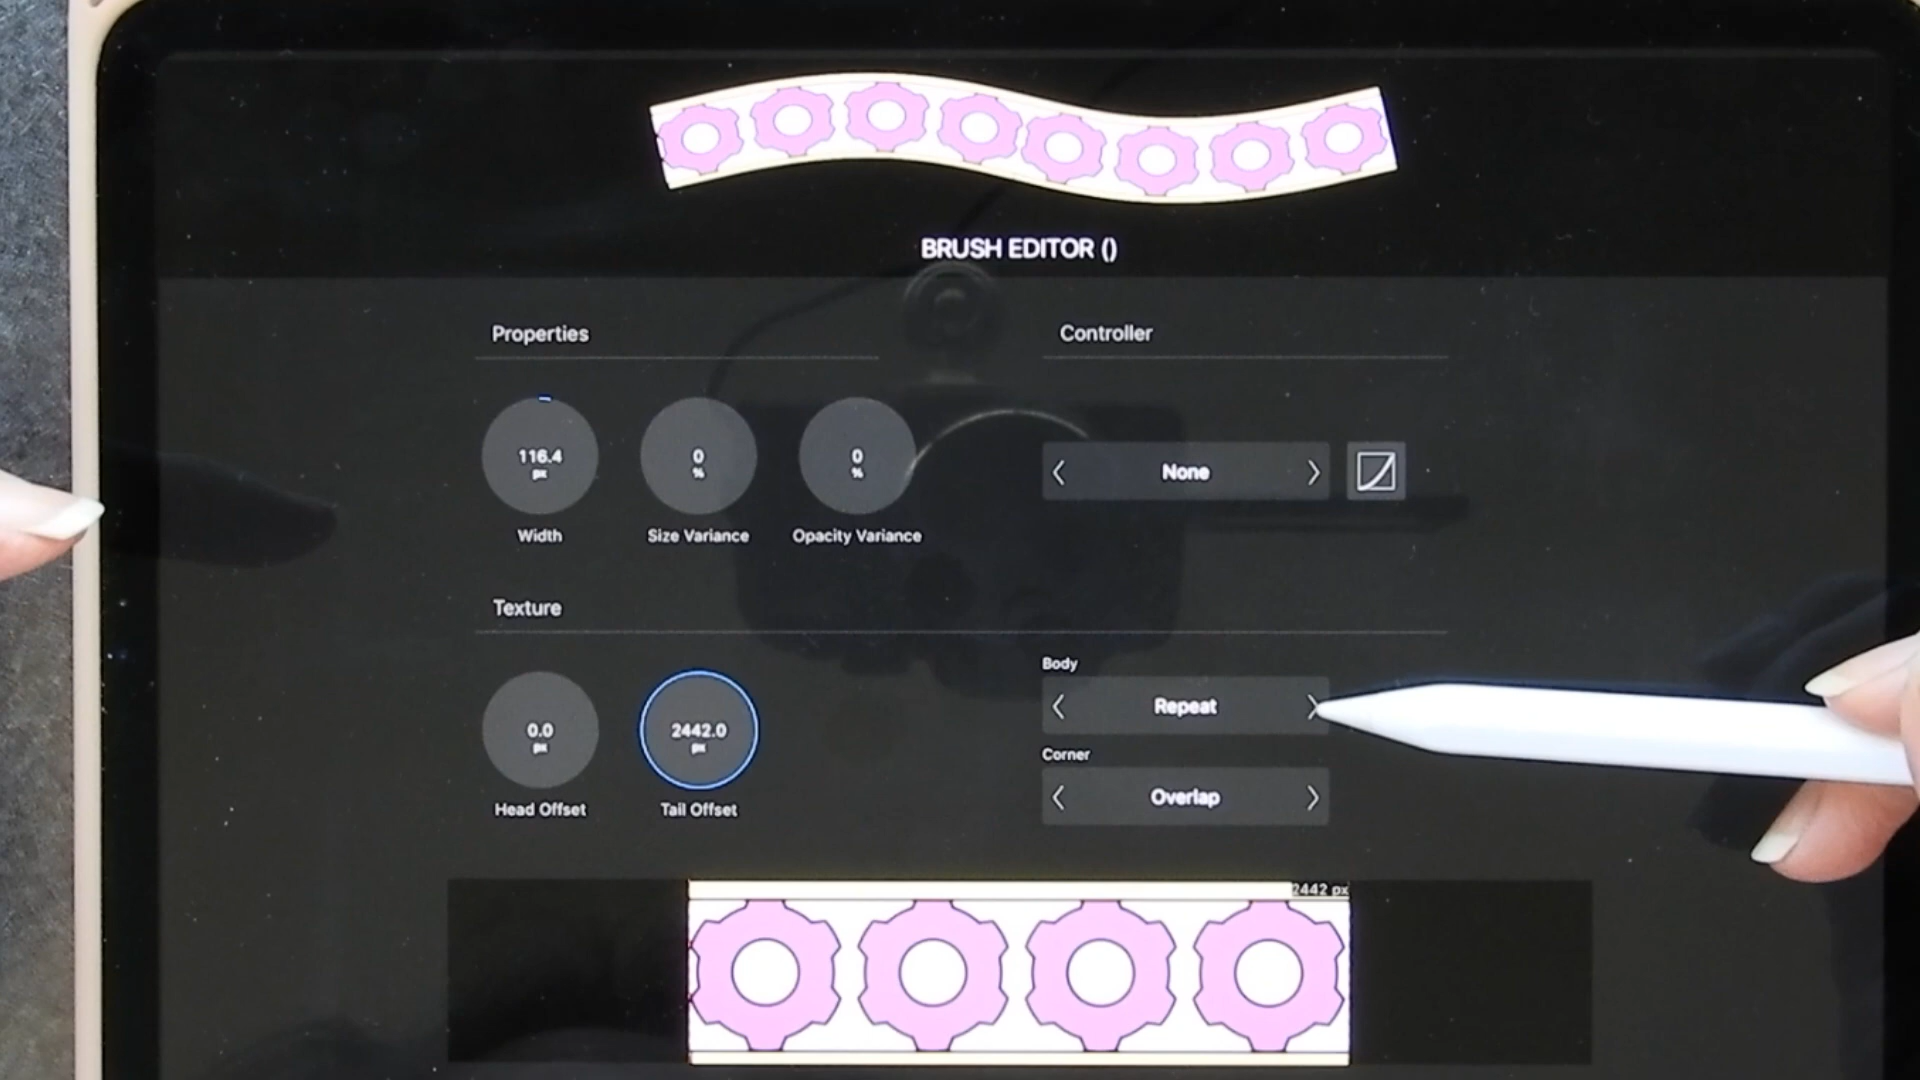 BRUSH EDITOR ()
Properties
Controller
116.4
px
0
%
0
%
None
Width
Size Variance
Opacity Variance
Texture
Body
Repeat
0.0
px
2442.0
px
Corner
Overlap
Head Offset
Tail Offset
2442 px